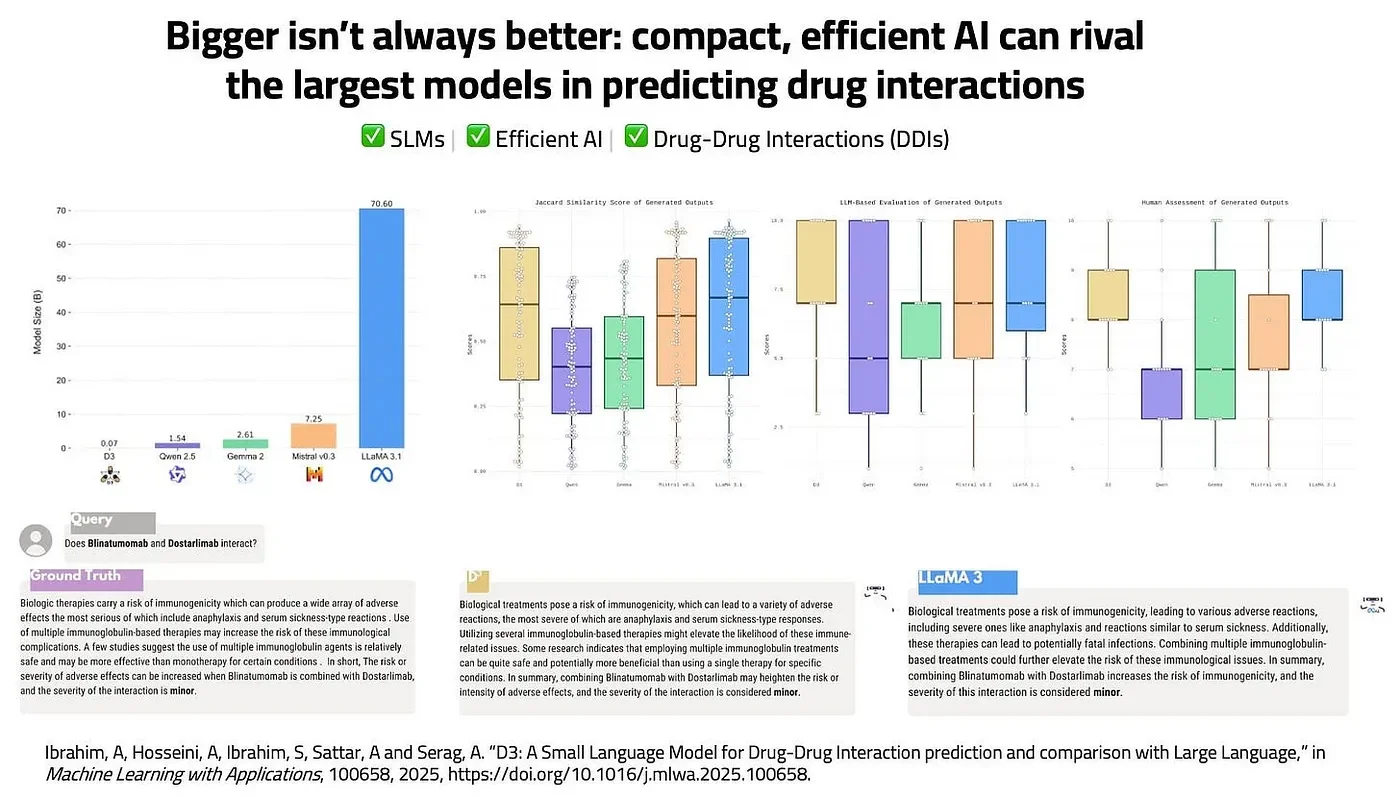 Bigger isn’t always better: compact, efficient AI can rival
the largest models in predicting drug interactions
✅ SLMs | ✅ Efficient AI | ✅ Drug-Drug Interactions (DDIs)
Model Size (B)
70
60
50
40
30
20
10
0
0.07
1.54
2.61
7.25
70.60
D3
Qwen 2.5
Gemma 2
Mistral v0.3
LLaMA 3.1
Jaccard Similarity Score of Generated Outputs
Scores
1.00
0.75
0.50
0.25
0.00
D3
Qwen
Gemma
Mistral v0.3
LLaMA 3.1
LLM-Based Evaluation of Generated Outputs
Scores
10.0
7.5
5.0
2.5
D3
Qwen
Gemma
Mistral v0.3
LLaMA 3.1
Human Assessment of Generated Outputs
Scores
10
9
8
7
6
5
D3
Qwen
Gemma
Mistral v0.3
LLaMA 3.1
Query
Does Blinatumomab and Dostarlimab interact?
Ground Truth
Biologic therapies carry a risk of immunogenicity which can produce a wide array of adverse
effects the most serious of which include anaphylaxis and serum sickness-type reactions . Use
of multiple immunoglobulin-based therapies may increase the risk of these immunological
complications. A few studies suggest the use of multiple immunoglobulin agents is relatively
safe and may be more effective than monotherapy for certain conditions . In short, The risk or
severity of adverse effects can be increased when Blinatumomab is combined with Dostarlimab,
and the severity of the interaction is minor.
D³
Biological treatments pose a risk of immunogenicity, which can lead to a variety of adverse
reactions, the most severe of which are anaphylaxis and serum sickness-type responses.
Utilizing several immunoglobulin-based therapies might elevate the likelihood of these immune-
related issues. Some research indicates that employing multiple immunoglobulin treatments
can be quite safe and potentially more beneficial than using a single therapy for specific
conditions. In summary, combining Blinatumomab with Dostarlimab may heighten the risk or
intensity of adverse effects, and the severity of the interaction is considered minor.
LLaMA 3
Biological treatments pose a risk of immunogenicity, leading to various adverse reactions,
including severe ones like anaphylaxis and reactions similar to serum sickness. Additionally,
these therapies can lead to potentially fatal infections. Combining multiple immunoglobulin-
based treatments could further elevate the risk of these immunological issues. In summary,
combining Blinatumomab with Dostarlimab increases the risk of immunogenicity, and the
severity of this interaction is considered minor.
Ibrahim, A, Hosseini, A, Ibrahim, S, Sattar, A and Serag, A. “D3: A Small Language Model for Drug-Drug Interaction prediction and comparison with Large Language,” in
Machine Learning with Applications, 100658, 2025, https://doi.org/10.1016/j.mlwa.2025.100658.